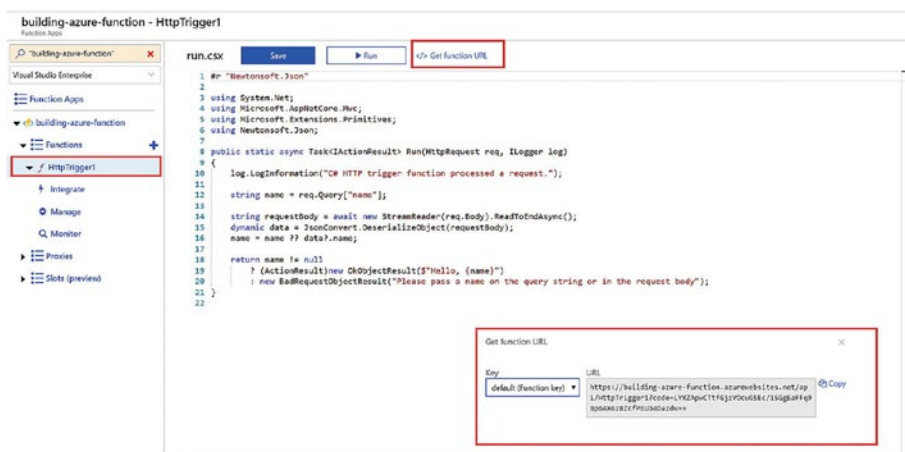 building-azure-function - HttpTrigger1
Function Apps
"building-azure-function"
Visual Studio Enterprise
Function Apps
building-azure-function
Functions
HttpTrigger1
Integrate
Manage
Monitor
Proxies
Slots (preview)
run.csx Save Run </> Get function URL
1 #r "Newtonsoft.Json"
2
3 using System.Net;
4 using Microsoft.AspNetCore.Mvc;
5 using Microsoft.Extensions.Primitives;
6 using Newtonsoft.Json;
7
8 public static async Task<IActionResult> Run(HttpRequest req, ILogger log)
9 {
10 log.LogInformation("C# HTTP trigger function processed a request.");
11
12 string name = req.Query["name"];
13
14 string requestBody = await new StreamReader(req.Body).ReadToEndAsync();
15 dynamic data = JsonConvert.DeserializeObject(requestBody);
16 name = name ?? data?.name;
17
18 return name != null
19 ? (ActionResult)new OkObjectResult($"Hello, {name}")
20 : new BadRequestObjectResult("Please pass a name on the query string or in the request body");
21 }
22
Get function URL
Key URL
default (Function key) https://building-azure-function.azurewebsites.net/ap Copy